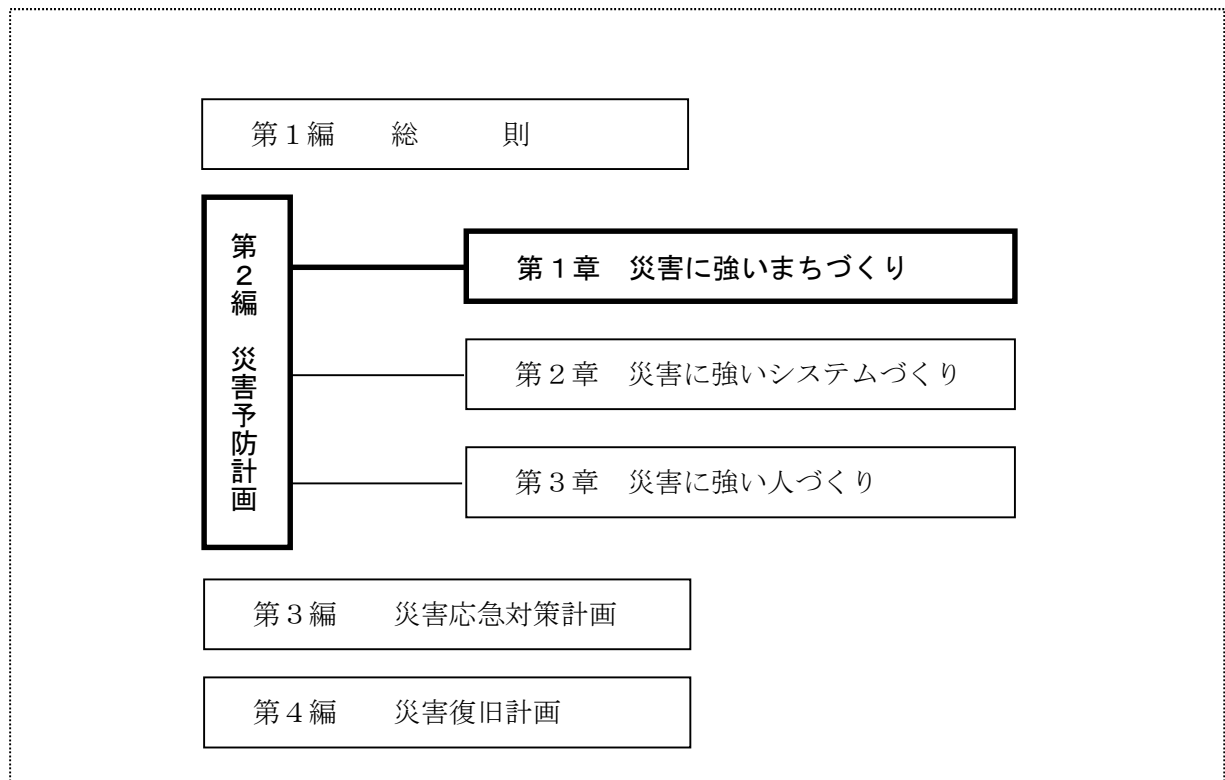 第１編　　総　　　則
第２編　災害予防計画
第１章　災害に強いまちづくり
第２章　災害に強いシステムづくり
第３章　災害に強い人づくり
第３編　　災害応急対策計画
第４編　　災害復旧計画